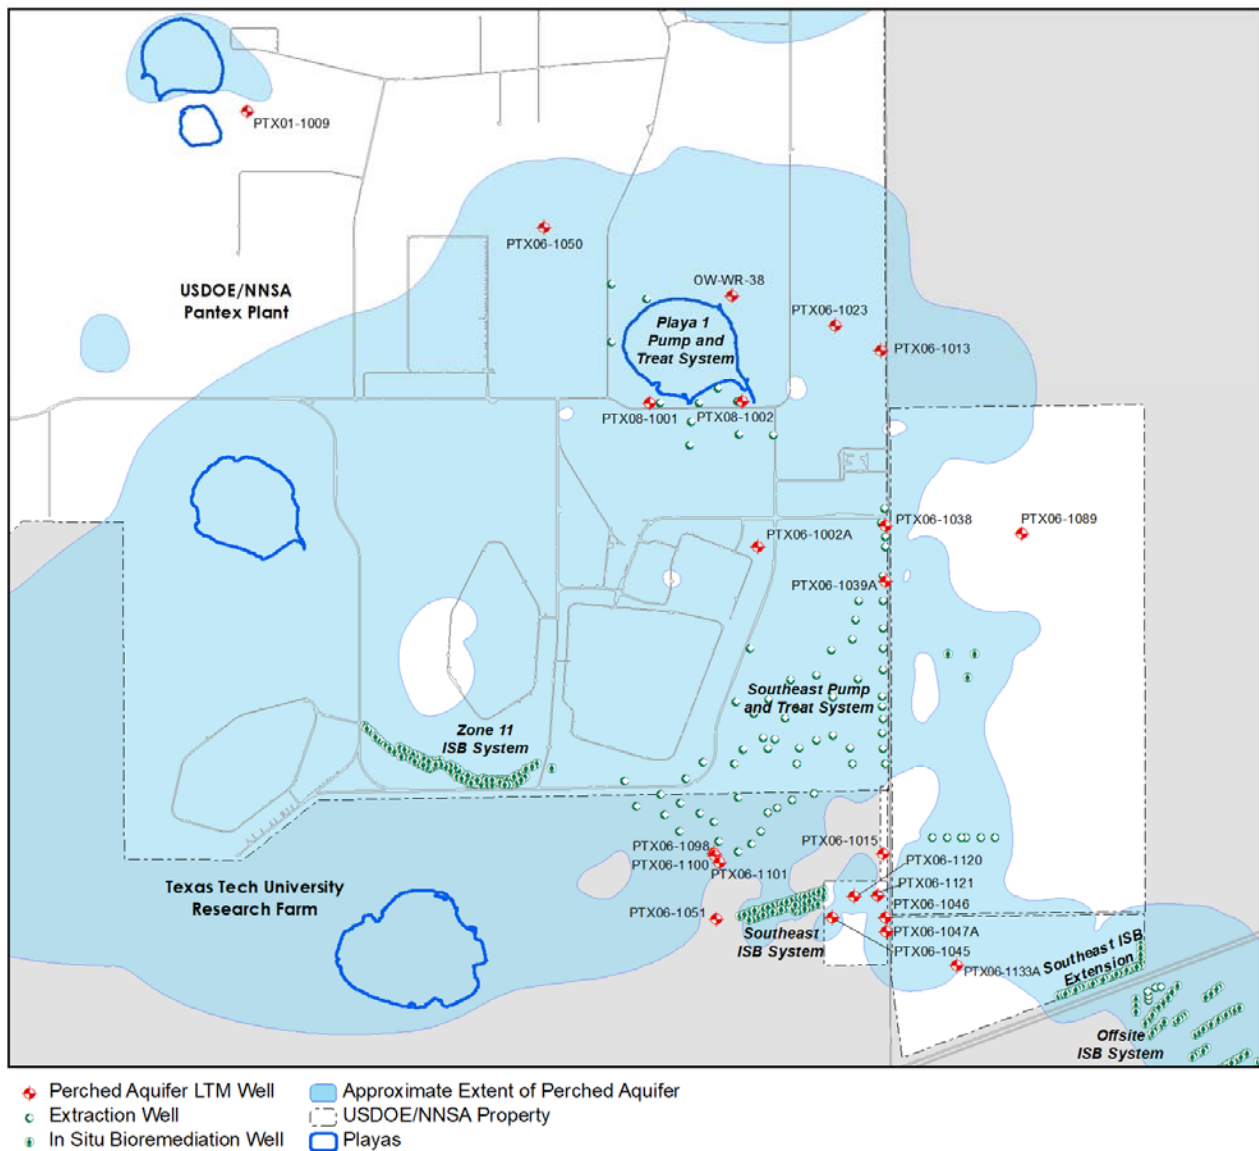 PTX01-1009
PTX06-1050
USDOE/NNSA
Pantex Plant
OW-WR-38
PTX06-1023
Playa 1
Pump and
Treat System
PTX06-1013
PTX08-1001
PTX08-1002
PTX06-1038
PTX06-1089
PTX06-1002A
PTX06-1039A
Southeast Pump
and Treat System
Zone 11
ISB System
PTX06-1098
PTX06-1015
PTX06-1100
PTX06-1101
PTX06-1120
PTX06-1121
Texas Tech University
Research Farm
PTX06-1046
PTX06-1051
PTX06-1047A
Southeast
ISB System
PTX06-1045
Southeast ISB
Extension
PTX06-1133A
Offsite
ISB System
Perched Aquifer LTM Well
Approximate Extent of Perched Aquifer
Extraction Well
USDOE/NNSA Property
In Situ Bioremediation Well
Playas